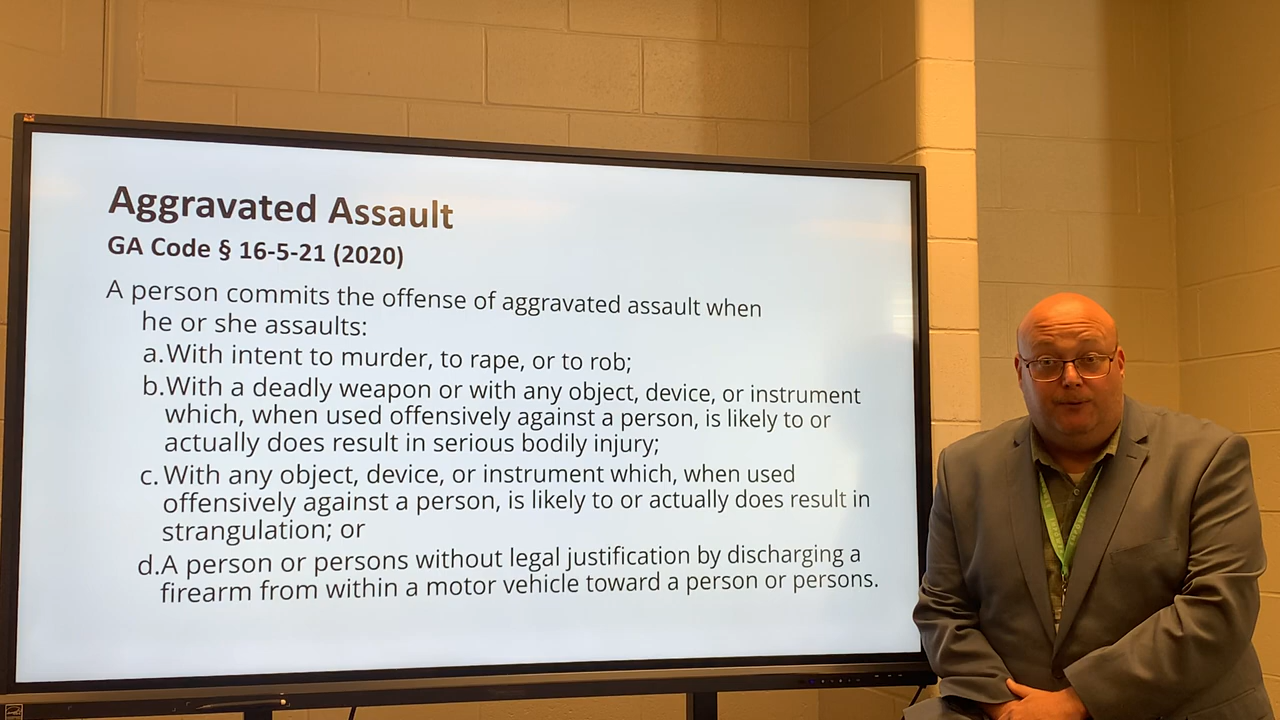 Aggravated Assault
GA Code § 16-5-21 (2020)
A person commits the offense of aggravated assault when
he or she assaults:
a.With intent to murder, to rape, or to rob;
b.With a deadly weapon or with any object, device, or instrument
which, when used offensively against a person, is likely to or
actually does result in serious bodily injury;
c. With any object, device, or instrument which, when used
offensively against a person, is likely to or actually does result in
strangulation; or
d.A person or persons without legal justification by discharging a
firearm from within a motor vehicle toward a person or persons.